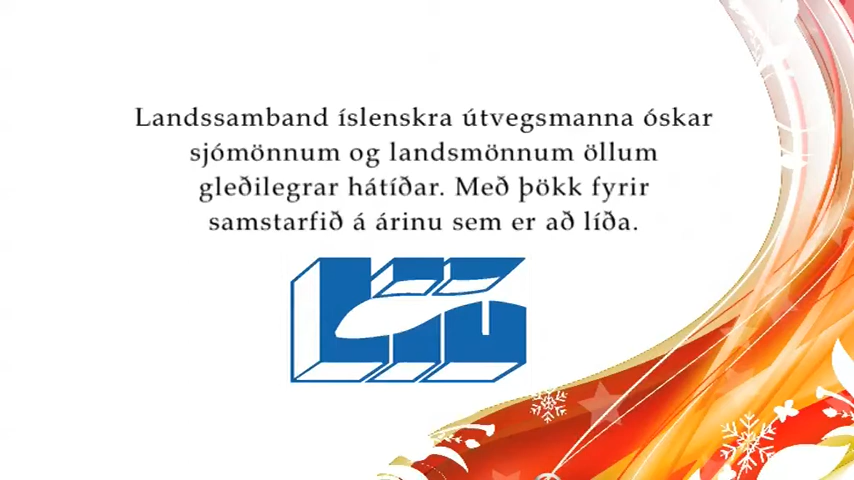 Landssamband íslenskra útvegsmanna óskar
sjómönnum og landsmönnum öllum
gleðilegrar hátíðar. Með þökk fyrir
samstarfið á árinu sem er að líða.
LÍÚ